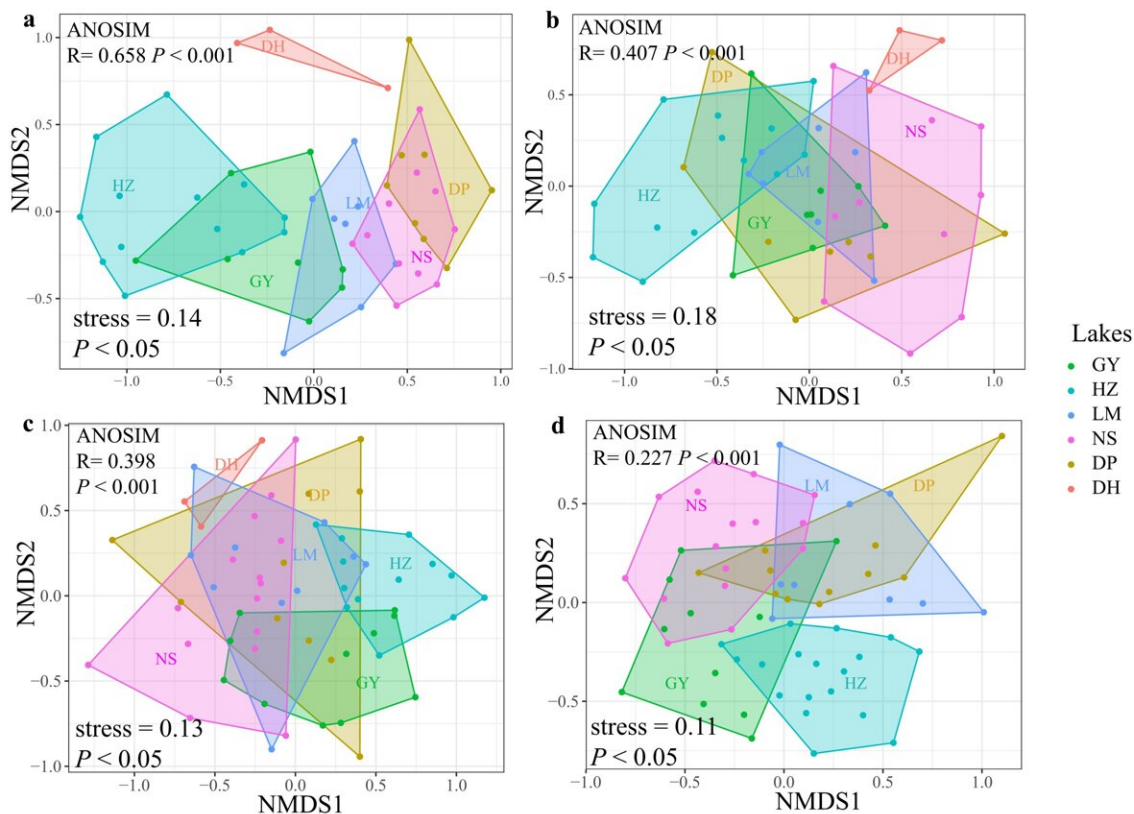 a
ANOSIM
R= 0.658 P < 0.001
DH
HZ
GY
LM
NS
DP
stress = 0.14
P < 0.05
NMDS2
1.0
0.5
0.0
−0.5
−1.0
−0.5
0.0
0.5
1.0
NMDS1
b
ANOSIM
R= 0.407 P < 0.001
DP
DH
NS
HZ
LM
GY
stress = 0.18
P < 0.05
NMDS2
0.5
0.0
−0.5
−1.0
−1.0
−0.5
0.0
0.5
1.0
NMDS1
c
ANOSIM
R= 0.398
P < 0.001
DH
DP
LM
HZ
NS
GY
stress = 0.13
P < 0.05
NMDS2
1.0
0.5
0.0
−0.5
−1.0
−1.0
−0.5
0.0
0.5
1.0
NMDS1
d
ANOSIM
R= 0.227 P < 0.001
NS
LM
DP
GY
HZ
stress = 0.11
P < 0.05
NMDS2
0.5
0.0
−0.5
−1.0
−0.5
0.0
0.5
1.0
NMDS1
Lakes
GY
HZ
LM
NS
DP
DH